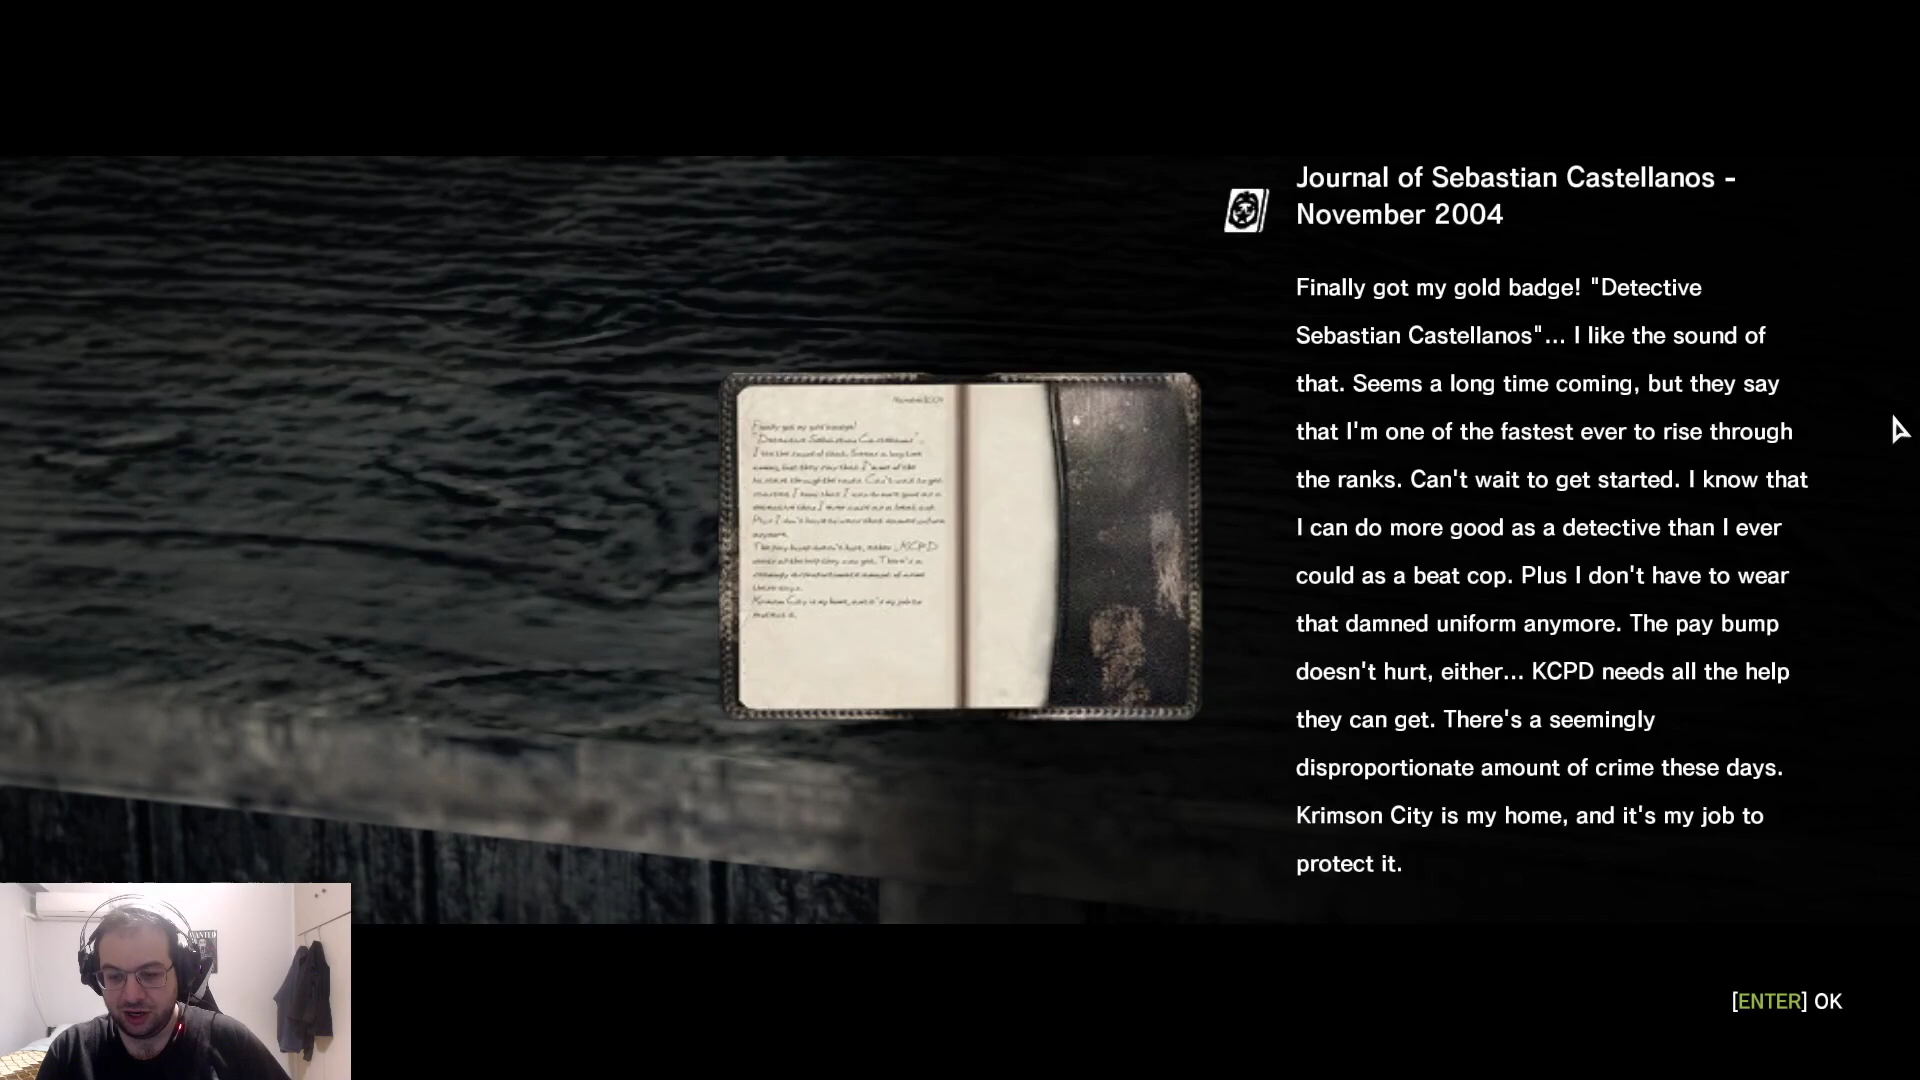 Journal of Sebastian Castellanos -
November 2004
Finally got my gold badge! "Detective
Sebastian Castellanos"... I like the sound of
that. Seems a long time coming, but they say
that I'm one of the fastest ever to rise through
the ranks. Can't wait to get started. I know that
I can do more good as a detective than I ever
could as a beat cop. Plus I don't have to wear
that damned uniform anymore. The pay bump
doesn't hurt, either... KCPD needs all the help
they can get. There's a seemingly
disproportionate amount of crime these days.
Krimson City is my home, and it's my job to
protect it.
[ENTER] OK
WANTED